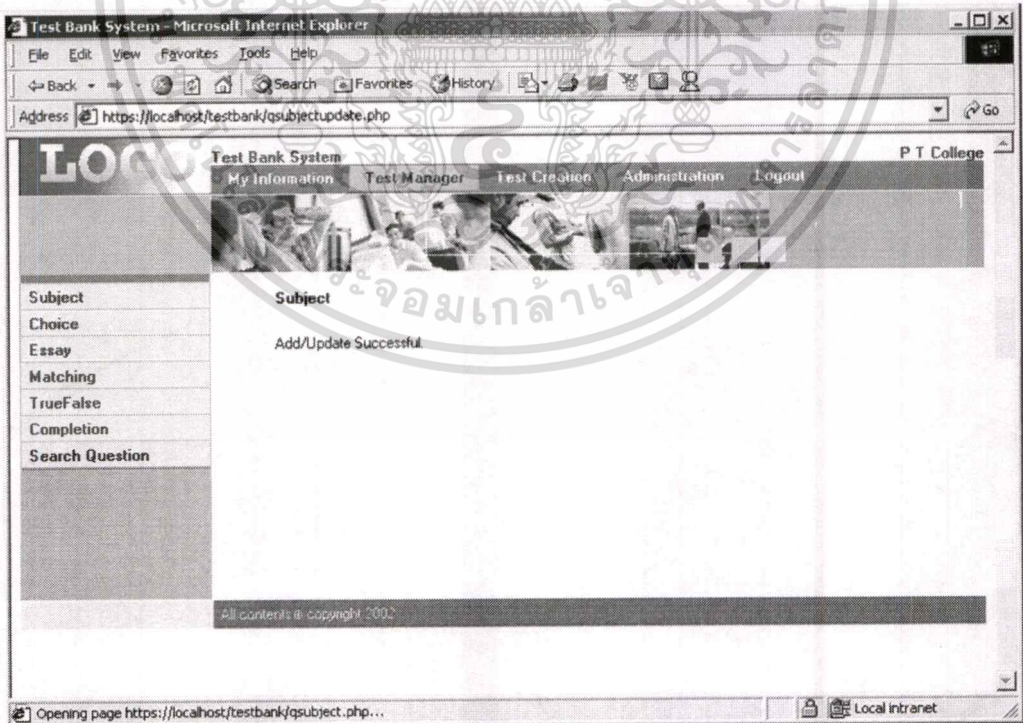 Test Bank System - Microsoft Internet Explorer
File Edit View Favorites Tools Help
Back Search Favorites History
Address https://localhost/testbank/qsubjectupdate.php Go
LOGO Test Bank System P T College
My Information Test Manager Test Creation Administration Logout
Subject
Choice
Essay
Matching
TrueFalse
Completion
Search Question
Subject
Add/Update Successful.
All contents © copyright 2002
Opening page https://localhost/testbank/qsubject.php... Local intranet